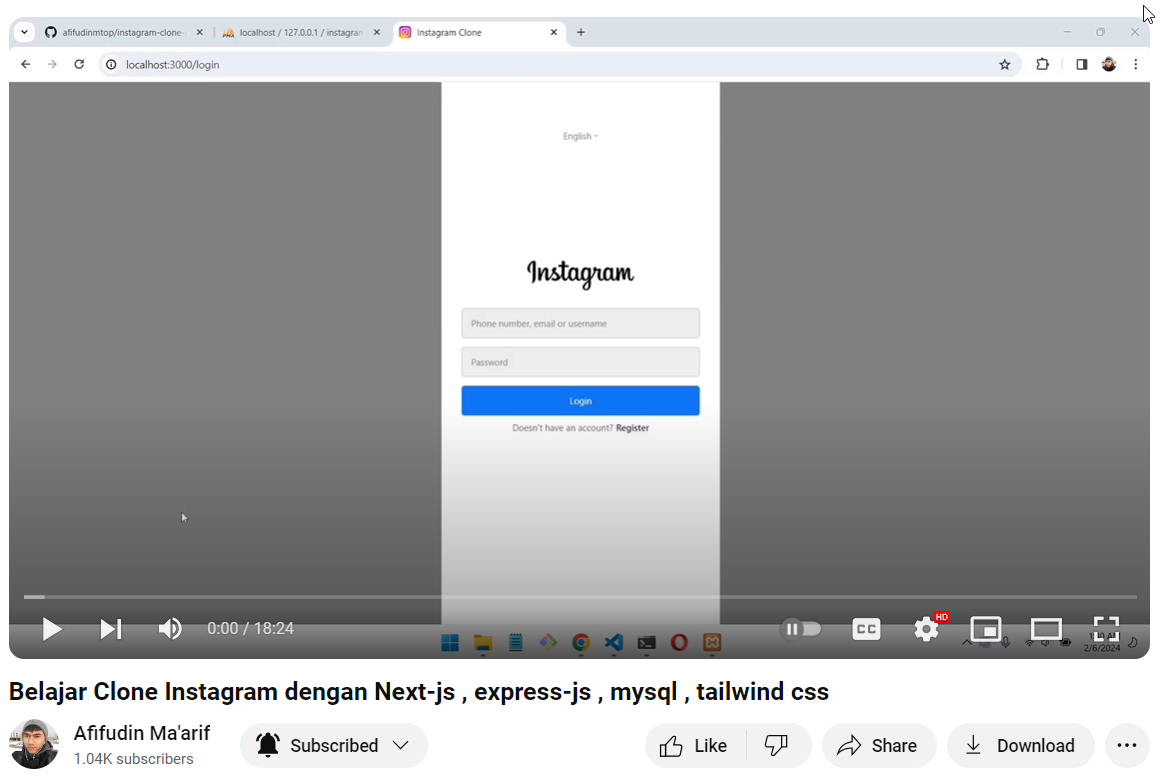 afifudinmtop/instagram-clone-
localhost / 127.0.0.1 / instagram
Instagram Clone
localhost:3000/login
English
Instagram
Phone number, email or username
Password
Login
Doesn't have an account? Register
0:00 / 18:24
CC
HD
2/6/2024
Belajar Clone Instagram dengan Next-js , express-js , mysql , tailwind css
Afifudin Ma'arif
1.04K subscribers
Subscribed
Like
Share
Download